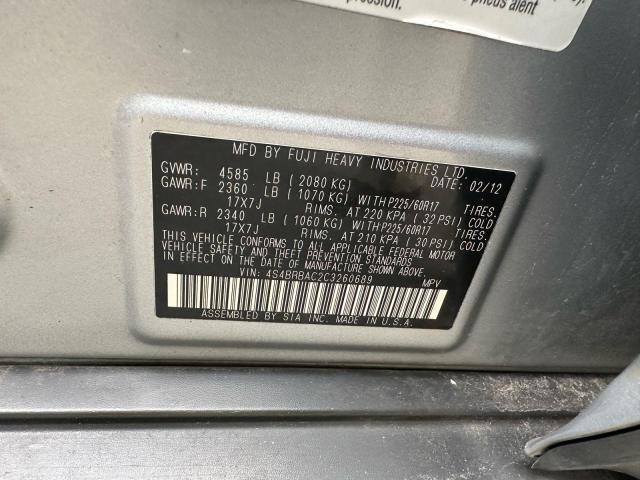 pression.
pneus aient
MFD BY FUJI HEAVY INDUSTRIES LTD.
GVWR: 4585 LB ( 2080 KG) DATE: 02/12
GAWR:F 2360 LB ( 1070 KG) WITH P225/60R17 TIRES.
17X7J RIMS. AT 220 KPA ( 32 PSI) COLD
GAWR:R 2340 LB ( 1060 KG) WITH P225/60R17 TIRES.
17X7J RIMS. AT 210 KPA ( 30 PSI) COLD
THIS VEHICLE CONFORMS TO ALL APPLICABLE FEDERAL MOTOR
VEHICLE SAFETY AND THEFT PREVENTION STANDARDS
IN EFFECT ON THE DATE OF MANUFACTURE SHOWN ABOVE.
VIN: 4S4BRBAC2C3260689 MPV
ASSEMBLED BY SIA INC. MADE IN U.S.A.